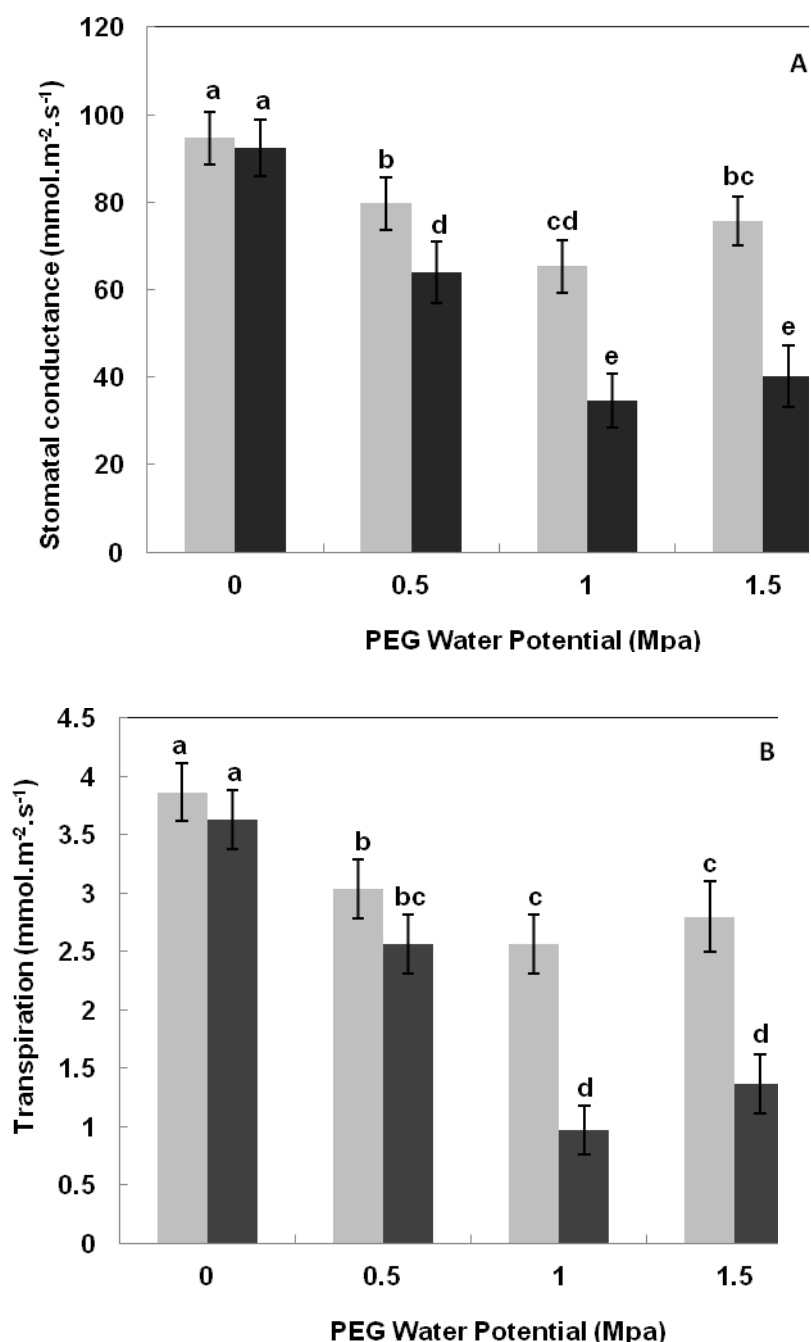 A
120
100
80
60
40
20
0
Stomatal conductance (mmol.m-2.s-1)
a a b d cd e bc e
0 0.5 1 1.5
PEG Water Potential (Mpa)
B
4.5
4
3.5
3
2.5
2
1.5
1
0.5
0
Transpiration (mmol.m-2.s-1)
a a b bc c d c d
0 0.5 1 1.5
PEG Water Potential (Mpa)